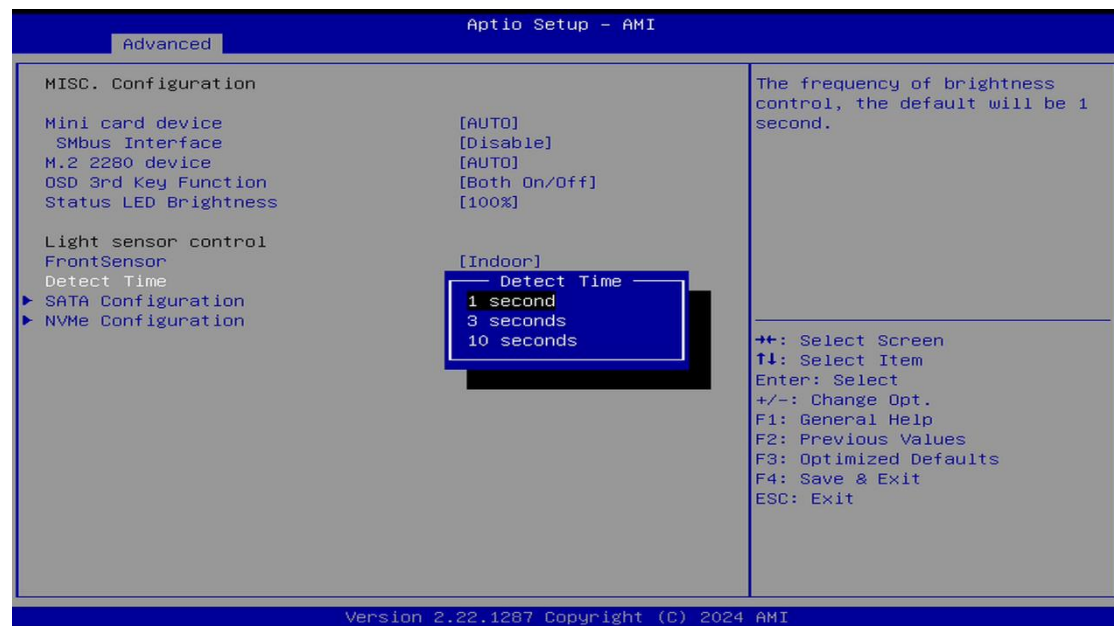 Aptio Setup - AMI
Advanced
MISC. Configuration
Mini card device [AUTO]
SMbus Interface [Disable]
M.2 2280 device [AUTO]
OSD 3rd Key Function [Both On/Off]
Status LED Brightness [100%]
Light sensor control
FrontSensor [Indoor]
Detect Time
► SATA Configuration
► NVMe Configuration
Detect Time
1 second
3 seconds
10 seconds
The frequency of brightness
control, the default will be 1
second.
→←: Select Screen
↑↓: Select Item
Enter: Select
+/-: Change Opt.
F1: General Help
F2: Previous Values
F3: Optimized Defaults
F4: Save & Exit
ESC: Exit
Version 2.22.1287 Copyright (C) 2024 AMI